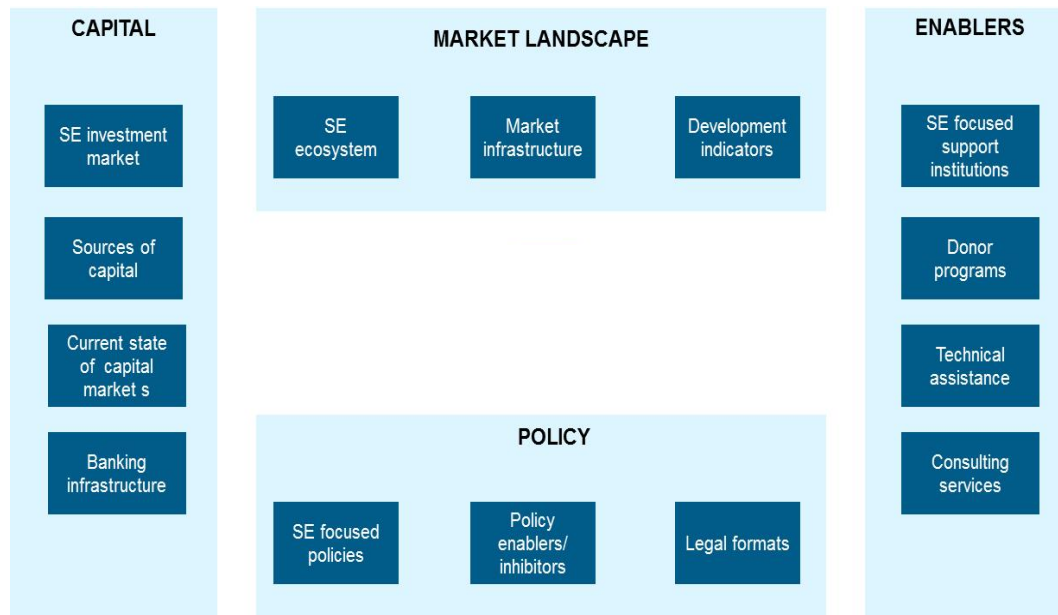 CAPITAL
SE investment
market
Sources of
capital
Current state
of capital
market s
Banking
infrastructure
MARKET LANDSCAPE
SE
ecosystem
Market
infrastructure
Development
indicators
POLICY
SE focused
policies
Policy
enablers/
inhibitors
Legal formats
ENABLERS
SE focused
support
institutions
Donor
programs
Technical
assistance
Consulting
services